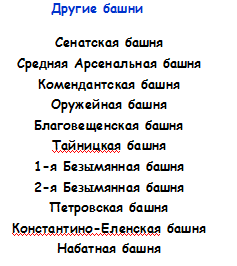 Другие башни
Сенатская башня
Средняя Арсенальная башня
Комендантская башня
Оружейная башня
Благовещенская башня
Тайницкая башня
1-я Безымянная башня
2-я Безымянная башня
Петровская башня
Константино-Еленская башня
Набатная башня